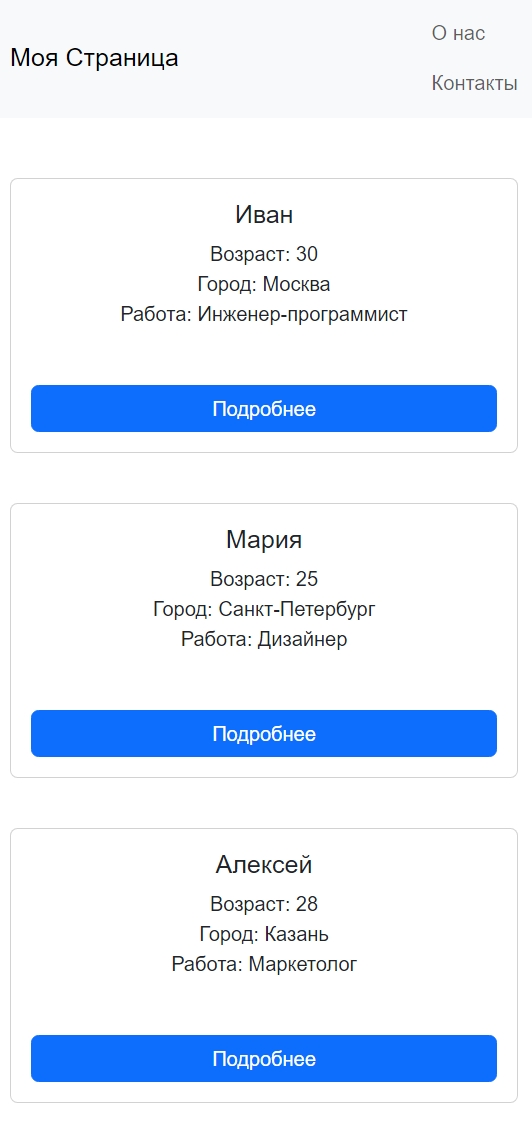 Моя Страница
О нас
Контакты
Иван
Возраст: 30
Город: Москва
Работа: Инженер-программист
Подробнее
Мария
Возраст: 25
Город: Санкт-Петербург
Работа: Дизайнер
Подробнее
Алексей
Возраст: 28
Город: Казань
Работа: Маркетолог
Подробнее